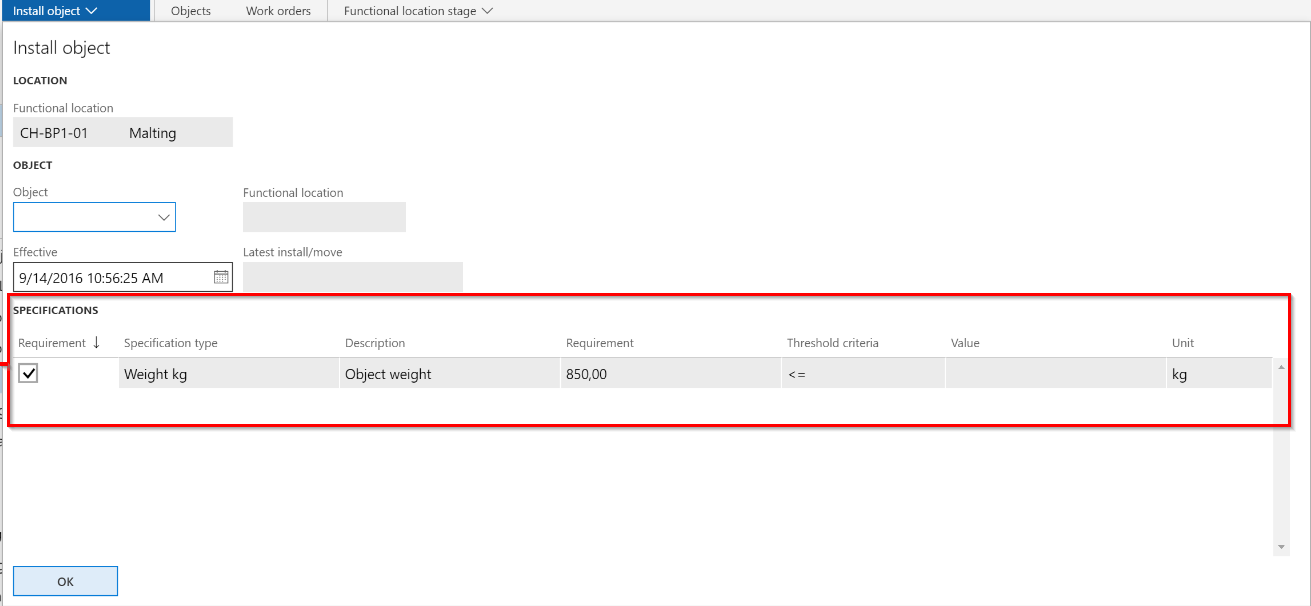 Install object Objects Work orders Functional location stage
Install object
LOCATION
Functional location
CH-BP1-01 Malting
OBJECT
Object Functional location
Effective Latest install/move
9/14/2016 10:56:25 AM
SPECIFICATIONS
Requirement ↓ Specification type Description Requirement Threshold criteria Value Unit
Weight kg Object weight 850,00 <= kg
OK